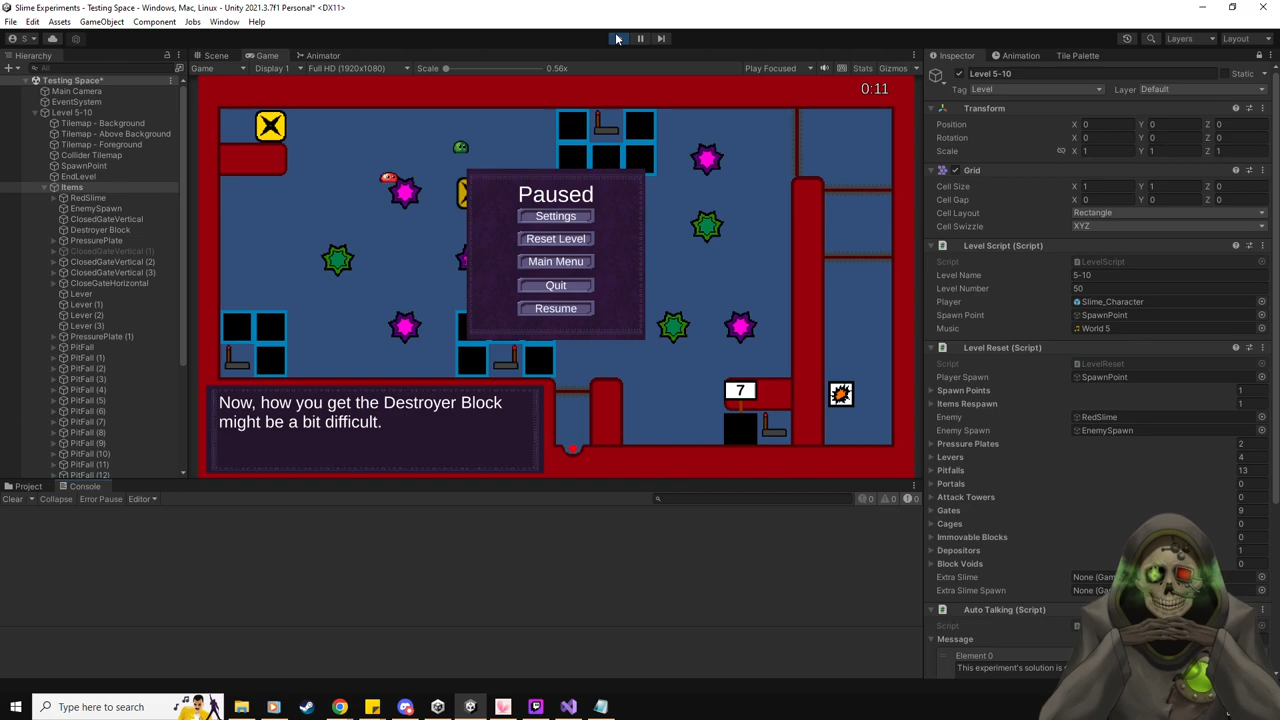 Slime Experiments - Testing Space - Windows, Mac, Linux - Unity 2021.3.7f1 Personal* <DX11>
File Edit Assets GameObject Component Jobs Window Help
S Layers Layout
Hierarchy Scene Game Animator Inspector Animation Tile Palette
All Game Display 1 Full HD (1920x1080) Scale 0.56x Play Focused Stats Gizmos
Testing Space*
Main Camera
EventSystem
Level 5-10
Tilemap - Background
Tilemap - Above Background
Tilemap - Foreground
Collider Tilemap
SpawnPoint
EndLevel
Items
RedSlime
EnemySpawn
ClosedGateVertical
Destroyer Block
PressurePlate
ClosedGateVertical (1)
ClosedGateVertical (2)
ClosedGateVertical (3)
CloseGateHorizontal
Lever
Lever (1)
Lever (2)
Lever (3)
PressurePlate (1)
PitFall
PitFall (1)
PitFall (2)
PitFall (3)
PitFall (4)
PitFall (5)
PitFall (6)
PitFall (7)
PitFall (8)
PitFall (9)
PitFall (10)
PitFall (11)
PitFall (12)
0:11
Paused
Settings
Reset Level
Main Menu
Quit
Resume
7
Now, how you get the Destroyer Block
might be a bit difficult.
Level 5-10 Static
Tag Level Layer Default
Transform
Position X 0 Y 0 Z 0
Rotation X 0 Y 0 Z 0
Scale X 1 Y 1 Z 1
Grid
Cell Size X 1 Y 1 Z 0
Cell Gap X 0 Y 0 Z 0
Cell Layout Rectangle
Cell Swizzle XYZ
Level Script (Script)
Script LevelScript
Level Name 5-10
Level Number 50
Player Slime_Character
Spawn Point SpawnPoint
Music World 5
Level Reset (Script)
Script LevelReset
Player Spawn SpawnPoint
Spawn Points 1
Items Respawn 1
Enemy RedSlime
Enemy Spawn EnemySpawn
Pressure Plates 2
Levers 4
Pitfalls 13
Portals 0
Attack Towers 0
Gates 9
Cages 0
Immovable Blocks 0
Depositors 1
Block Voids 0
Extra Slime None (Gam
Extra Slime Spawn None (Gam
Auto Talking (Script)
Script
Message
Element 0
This experiment's solution is
Project Console
Clear Collapse Error Pause Editor 0 0 0
Type here to search